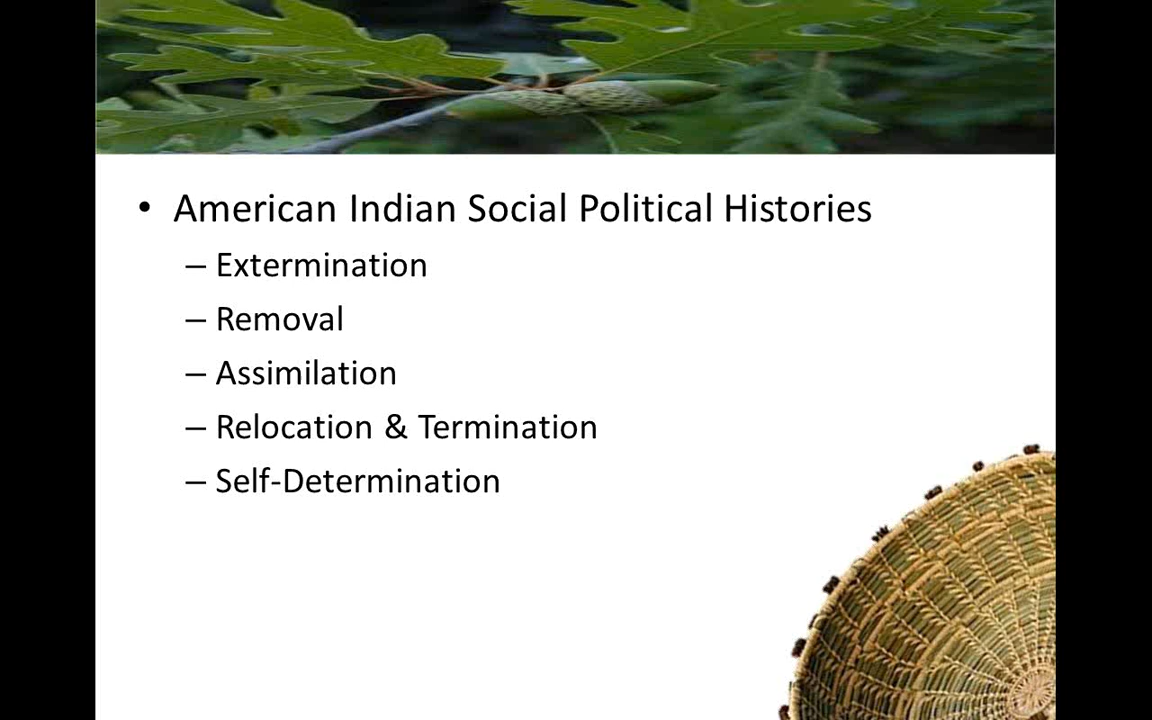 • American Indian Social Political Histories
– Extermination
– Removal
– Assimilation
– Relocation & Termination
– Self-Determination